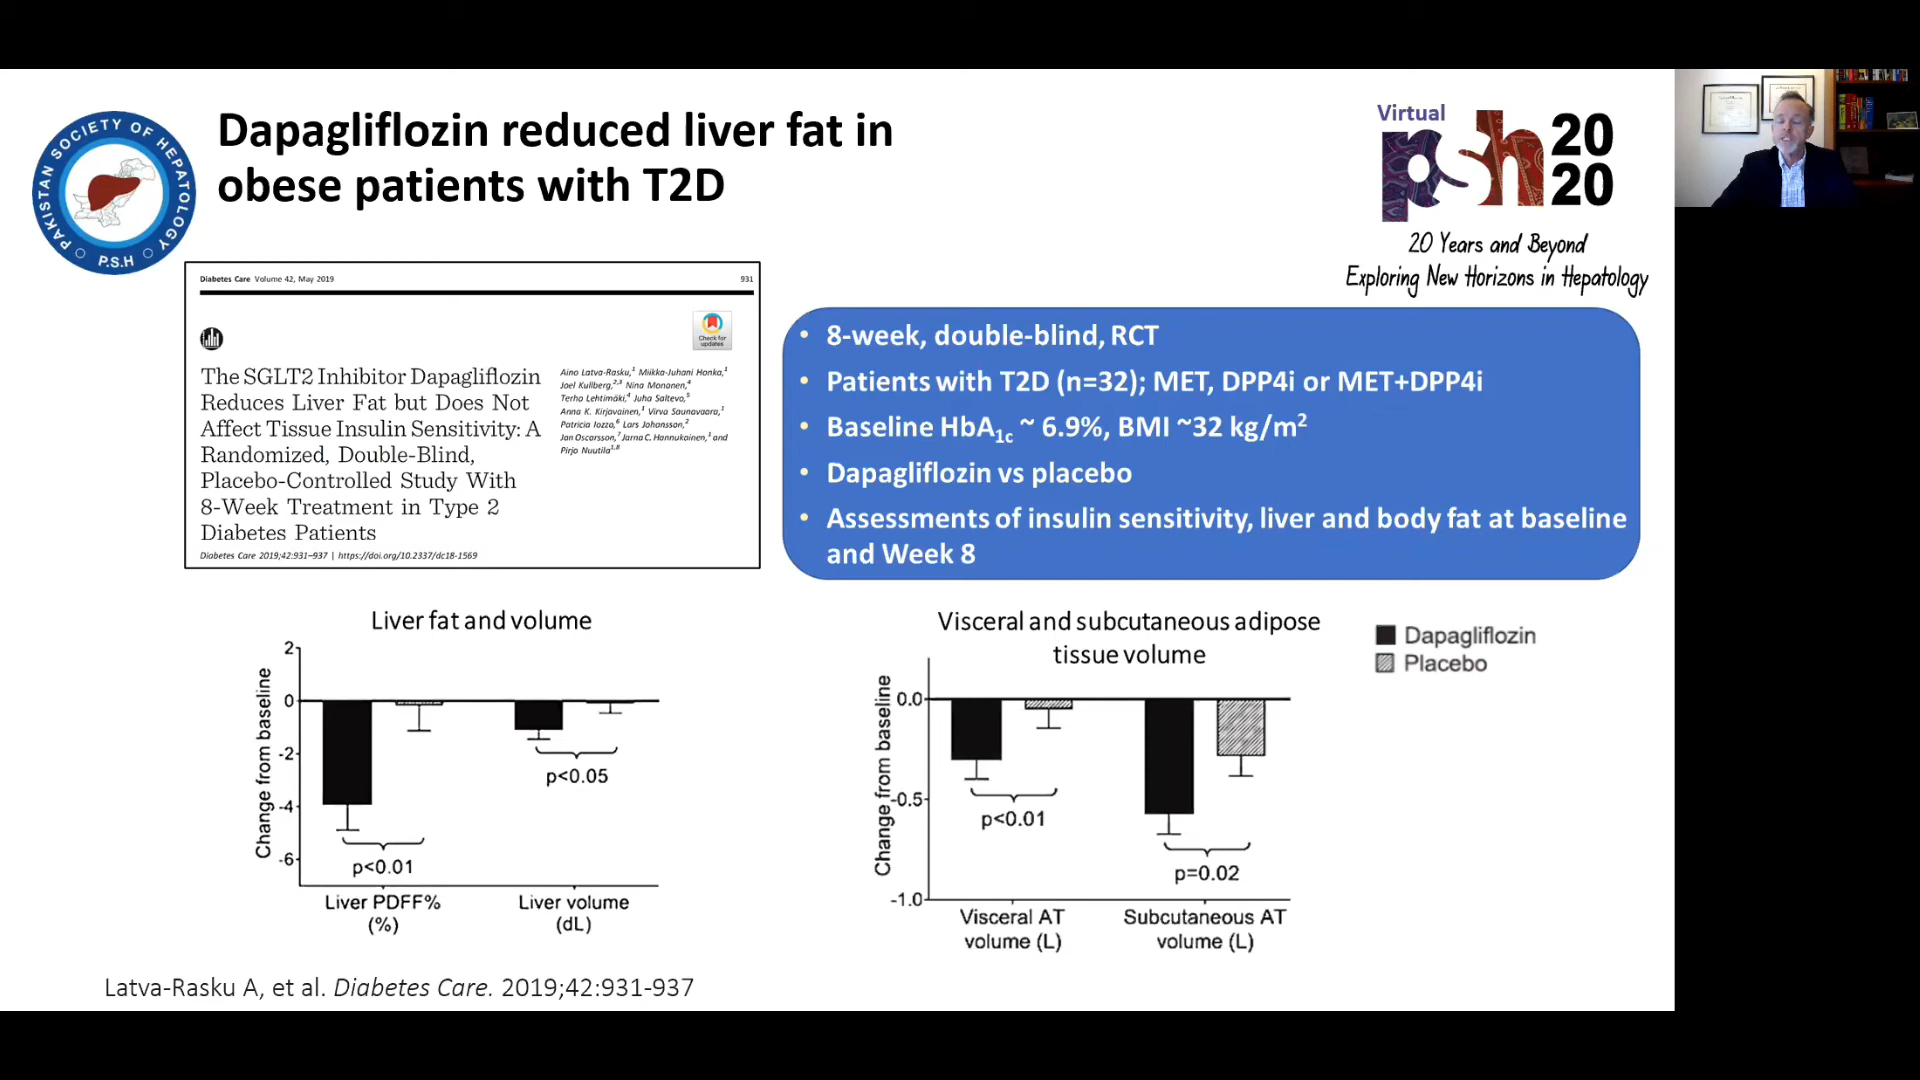 Dapagliflozin reduced liver fat in
obese patients with T2D
PAKISTAN SOCIETY OF HEPATOLOGY
P.S.H
Virtual
psh 20
20
20 Years and Beyond
Exploring New Horizons in Hepatology
Diabetes Care Volume 42, May 2019 931
Check for
updates
The SGLT2 Inhibitor Dapagliflozin
Reduces Liver Fat but Does Not
Affect Tissue Insulin Sensitivity: A
Randomized, Double-Blind,
Placebo-Controlled Study With
8-Week Treatment in Type 2
Diabetes Patients
Aino Latva-Rasku,1 Miikka-Juhani Honka,1
Joel Kullberg,2,3 Nina Mononen,4
Terho Lehtimäki,4 Juha Saltevo,5
Anna K. Kirjavainen,1 Virva Saunavaara,1
Patricia Iozzo,6 Lars Johansson,2
Jan Oscarsson,7 Jarna C. Hannukainen,1 and
Pirjo Nuutila1,8
Diabetes Care 2019;42:931–937 | https://doi.org/10.2337/dc18-1569
• 8-week, double-blind, RCT
• Patients with T2D (n=32); MET, DPP4i or MET+DPP4i
• Baseline HbA1c ~ 6.9%, BMI ~32 kg/m2
• Dapagliflozin vs placebo
• Assessments of insulin sensitivity, liver and body fat at baseline
and Week 8
Liver fat and volume
Change from baseline
2
0
-2
-4
-6
p<0.01
p<0.05
Liver PDFF%
(%)
Liver volume
(dL)
Visceral and subcutaneous adipose
tissue volume
Change from baseline
0.0
-0.5
-1.0
p<0.01
p=0.02
Visceral AT
volume (L)
Subcutaneous AT
volume (L)
Dapagliflozin
Placebo
Latva-Rasku A, et al. Diabetes Care. 2019;42:931-937